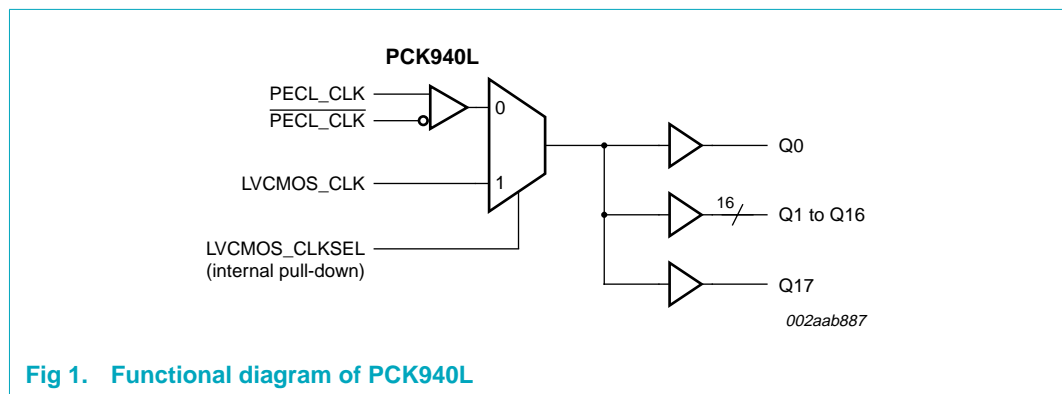 PCK940L
PECL_CLK
PECL_CLK
0
LVCMOS_CLK
1
LVCMOS_CLKSEL
(internal pull-down)
Q0
16
Q1 to Q16
Q17
002aab887
Fig 1. Functional diagram of PCK940L